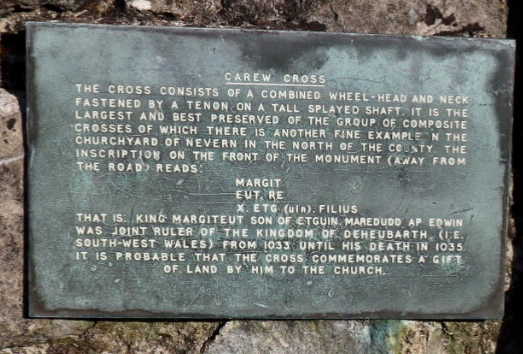 CAREW CROSS
THE CROSS CONSISTS OF A COMBINED WHEEL-HEAD AND NECK
FASTENED BY A TENON ON A TALL SPLAYED SHAFT. IT IS THE
LARGEST AND BEST PRESERVED OF THE GROUP OF COMPOSITE
CROSSES OF WHICH THERE IS ANOTHER FINE EXAMPLE IN THE
CHURCHYARD OF NEVERN IN THE NORTH OF THE COUNTY. THE
INSCRIPTION ON THE FRONT OF THE MONUMENT (AWAY FROM
THE ROAD) READS:
MARGIT
EUT. RE
X. ETG (uin). FILIUS
THAT IS: KING MARGITEUT SON OF ETGUIN. MAREDUDD AP EDWIN
WAS JOINT RULER OF THE KINGDOM OF DEHEUBARTH, (I.E.
SOUTH-WEST WALES) FROM 1033 UNTIL HIS DEATH IN 1035.
IT IS PROBABLE THAT THE CROSS COMMEMORATES A GIFT
OF LAND BY HIM TO THE CHURCH.